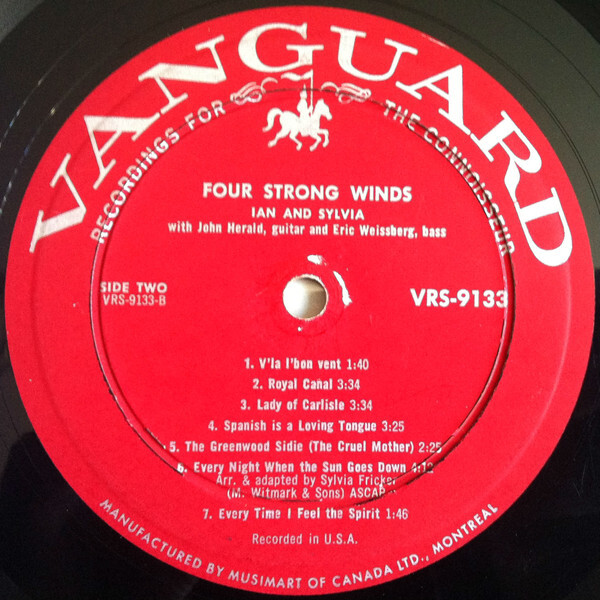 VANGUARD
RECORDINGS FOR THE CONNOISSEUR
FOUR STRONG WINDS
IAN AND SYLVIA
with John Herald, guitar and Eric Weissberg, bass
SIDE TWO
VRS-9133-B
VRS-9133
1. V'la l'bon vent 1:40
2. Royal Canal 3:34
3. Lady of Carlisle 3:34
4. Spanish is a Loving Tongue 3:25
5. The Greenwood Sidie (The Cruel Mother) 2:25
6. Every Night When the Sun Goes Down 4:12
Arr. & adapted by Sylvia Fricker
(M. Witmark & Sons) ASCAP
7. Every Time I Feel the Spirit 1:46
Recorded in U.S.A.
MANUFACTURED BY MUSIMART OF CANADA LTD., MONTREAL